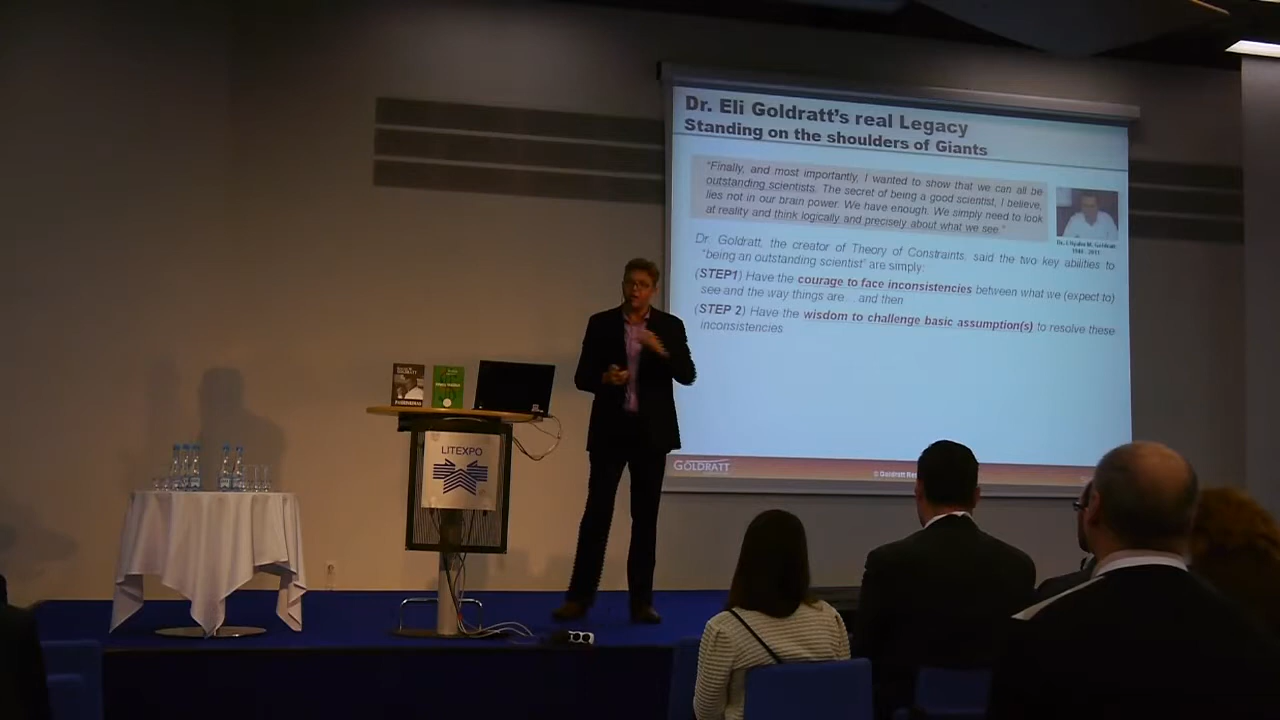 Dr. Eli Goldratt's real Legacy
Standing on the shoulders of Giants
"Finally, and most importantly, I wanted to show that we can all be
outstanding scientists. The secret of being a good scientist, I believe,
lies not in our brain power. We have enough. We simply need to look
at reality and think logically and precisely about what we see."
Dr. Eliyahu M. Goldratt
Dr. Goldratt, the creator of Theory of Constraints, said the two key abilities to
"being an outstanding scientist" are simply:
(STEP1) Have the courage to face inconsistencies between what we (expect to)
see and the way things are... and then
(STEP 2) Have the wisdom to challenge basic assumption(s) to resolve these
inconsistencies
GOLDRATT
© Goldratt
LITEXPO
GOLDRATT